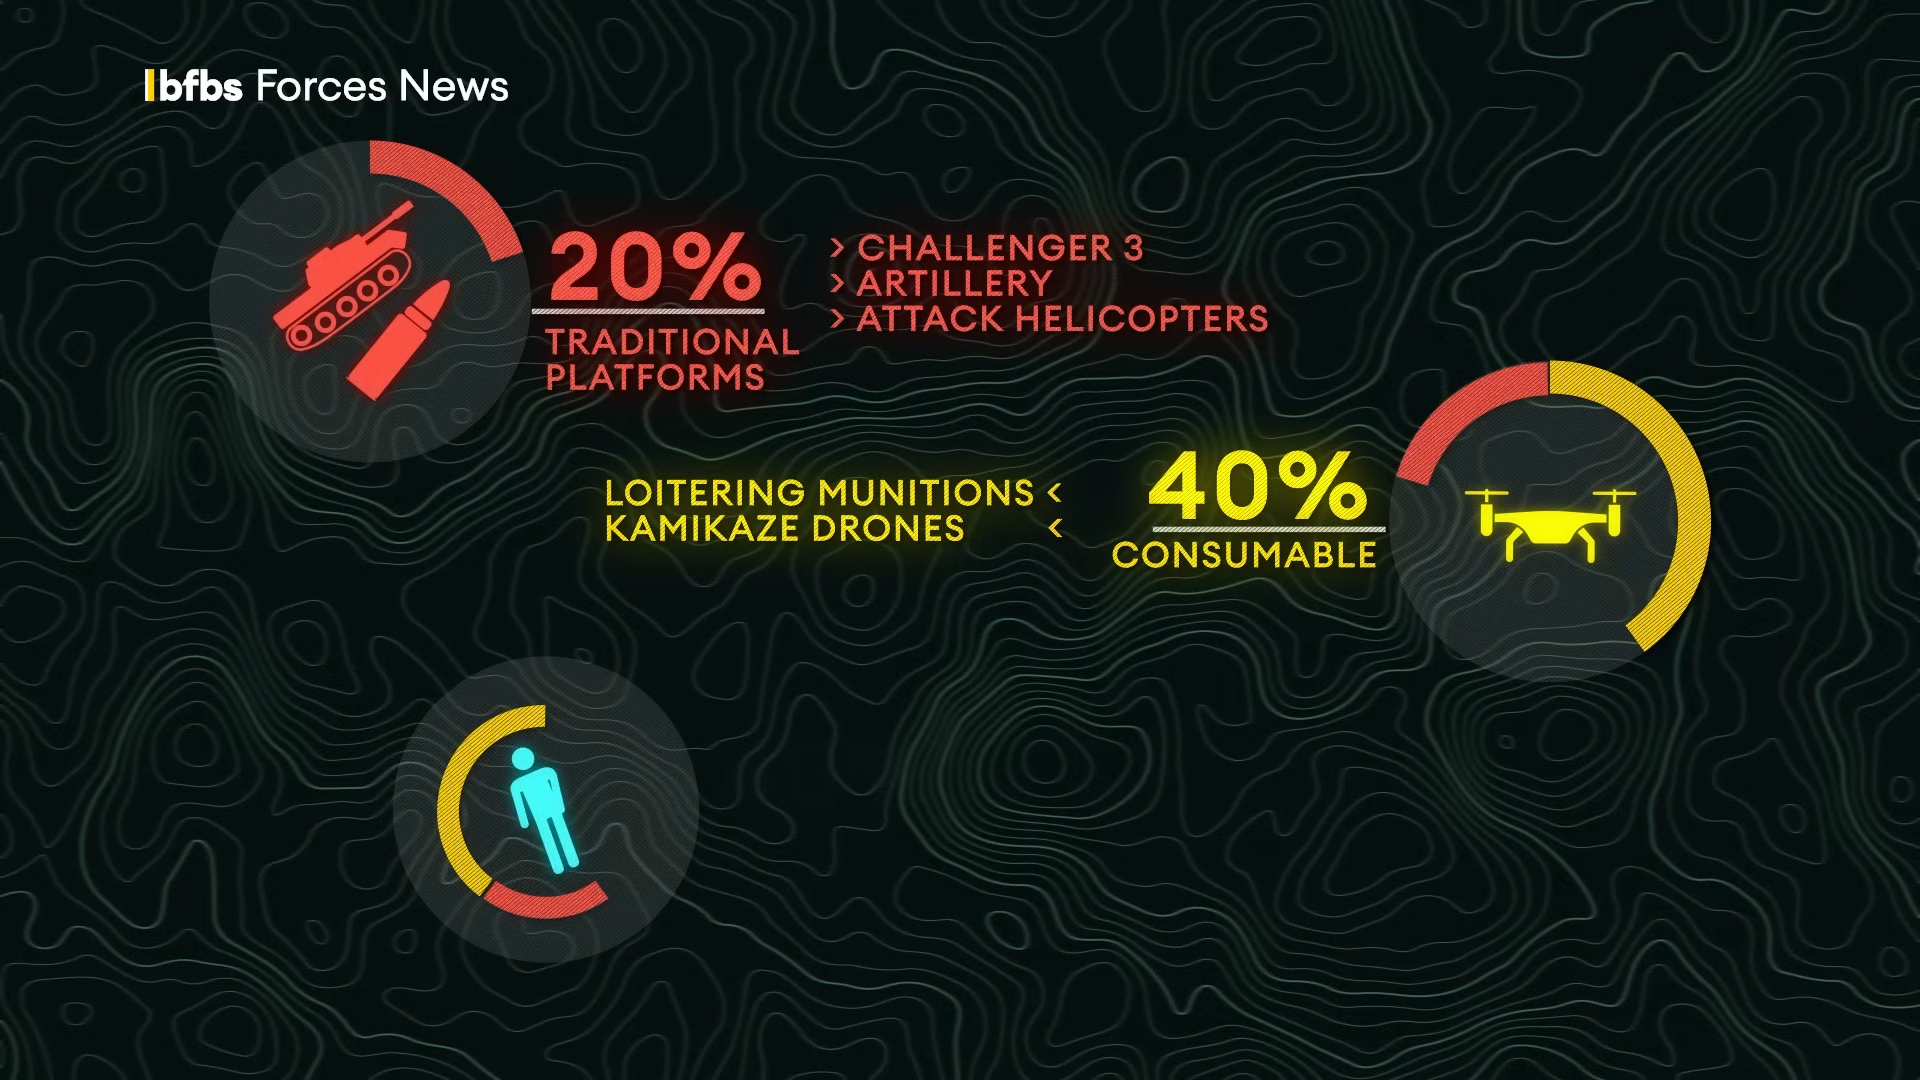 bfbs Forces News
20%
TRADITIONAL
PLATFORMS
> CHALLENGER 3
> ARTILLERY
> ATTACK HELICOPTERS
LOITERING MUNITIONS <
KAMIKAZE DRONES <
40%
CONSUMABLE